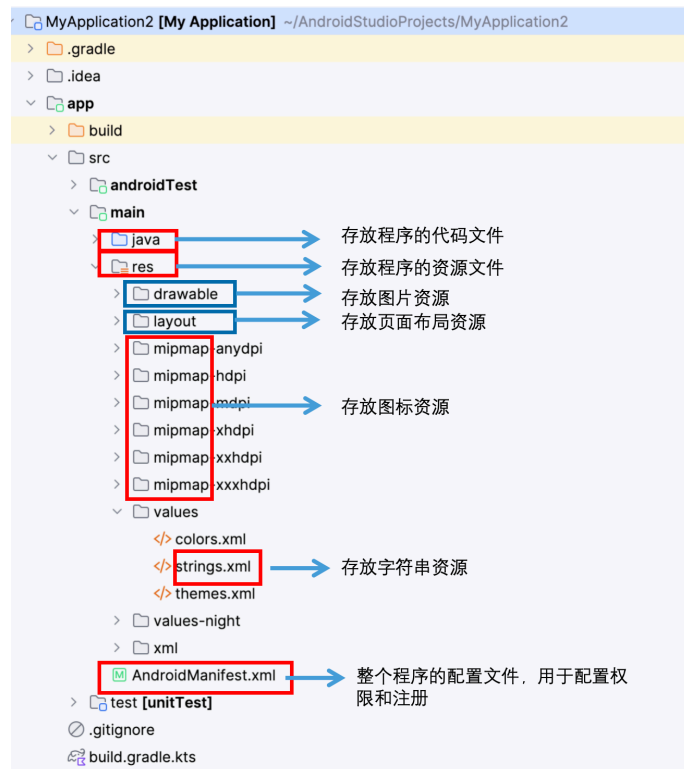 MyApplication2 [My Application] ~/AndroidStudioProjects/MyApplication2
.gradle
.idea
app
build
src
androidTest
main
java 存放程序的代码文件
res 存放程序的资源文件
drawable 存放图片资源
layout 存放页面布局资源
mipmap-anydpi
mipmap-hdpi
mipmap-mdpi 存放图标资源
mipmap-xhdpi
mipmap-xxhdpi
mipmap-xxxhdpi
values
</> colors.xml
</> strings.xml 存放字符串资源
</> themes.xml
values-night
xml
M AndroidManifest.xml 整个程序的配置文件，用于配置权
限和注册
test [unitTest]
.gitignore
build.gradle.kts